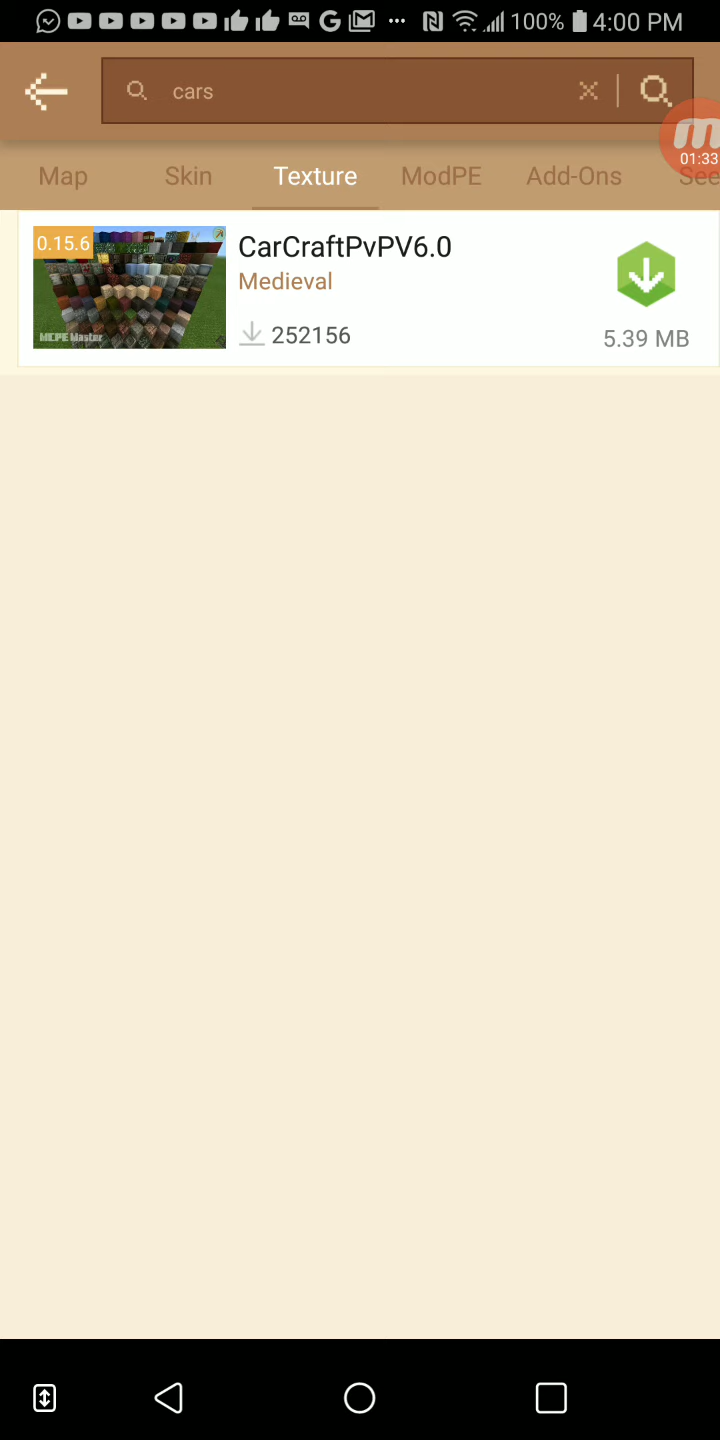 100% 4:00 PM
cars
01:33
Map Skin Texture ModPE Add-Ons See
0.15.6
CarCraftPvPV6.0
Medieval
MCPE Master
252156
5.39 MB